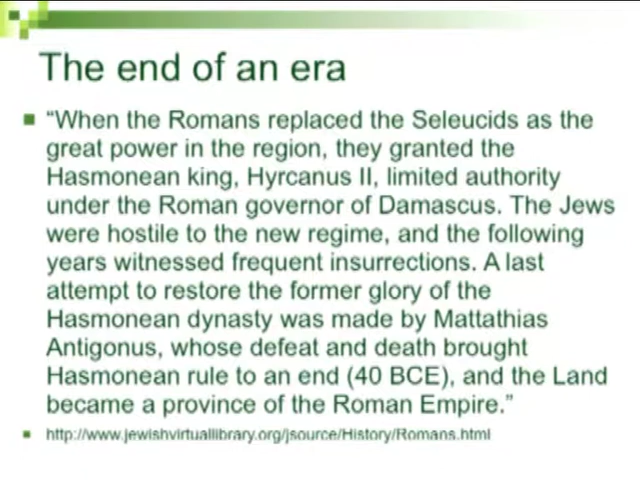 The end of an era
“When the Romans replaced the Seleucids as the
great power in the region, they granted the
Hasmonean king, Hyrcanus II, limited authority
under the Roman governor of Damascus. The Jews
were hostile to the new regime, and the following
years witnessed frequent insurrections. A last
attempt to restore the former glory of the
Hasmonean dynasty was made by Mattathias
Antigonus, whose defeat and death brought
Hasmonean rule to an end (40 BCE), and the Land
became a province of the Roman Empire.”
http://www.jewishvirtuallibrary.org/jsource/History/Romans.html